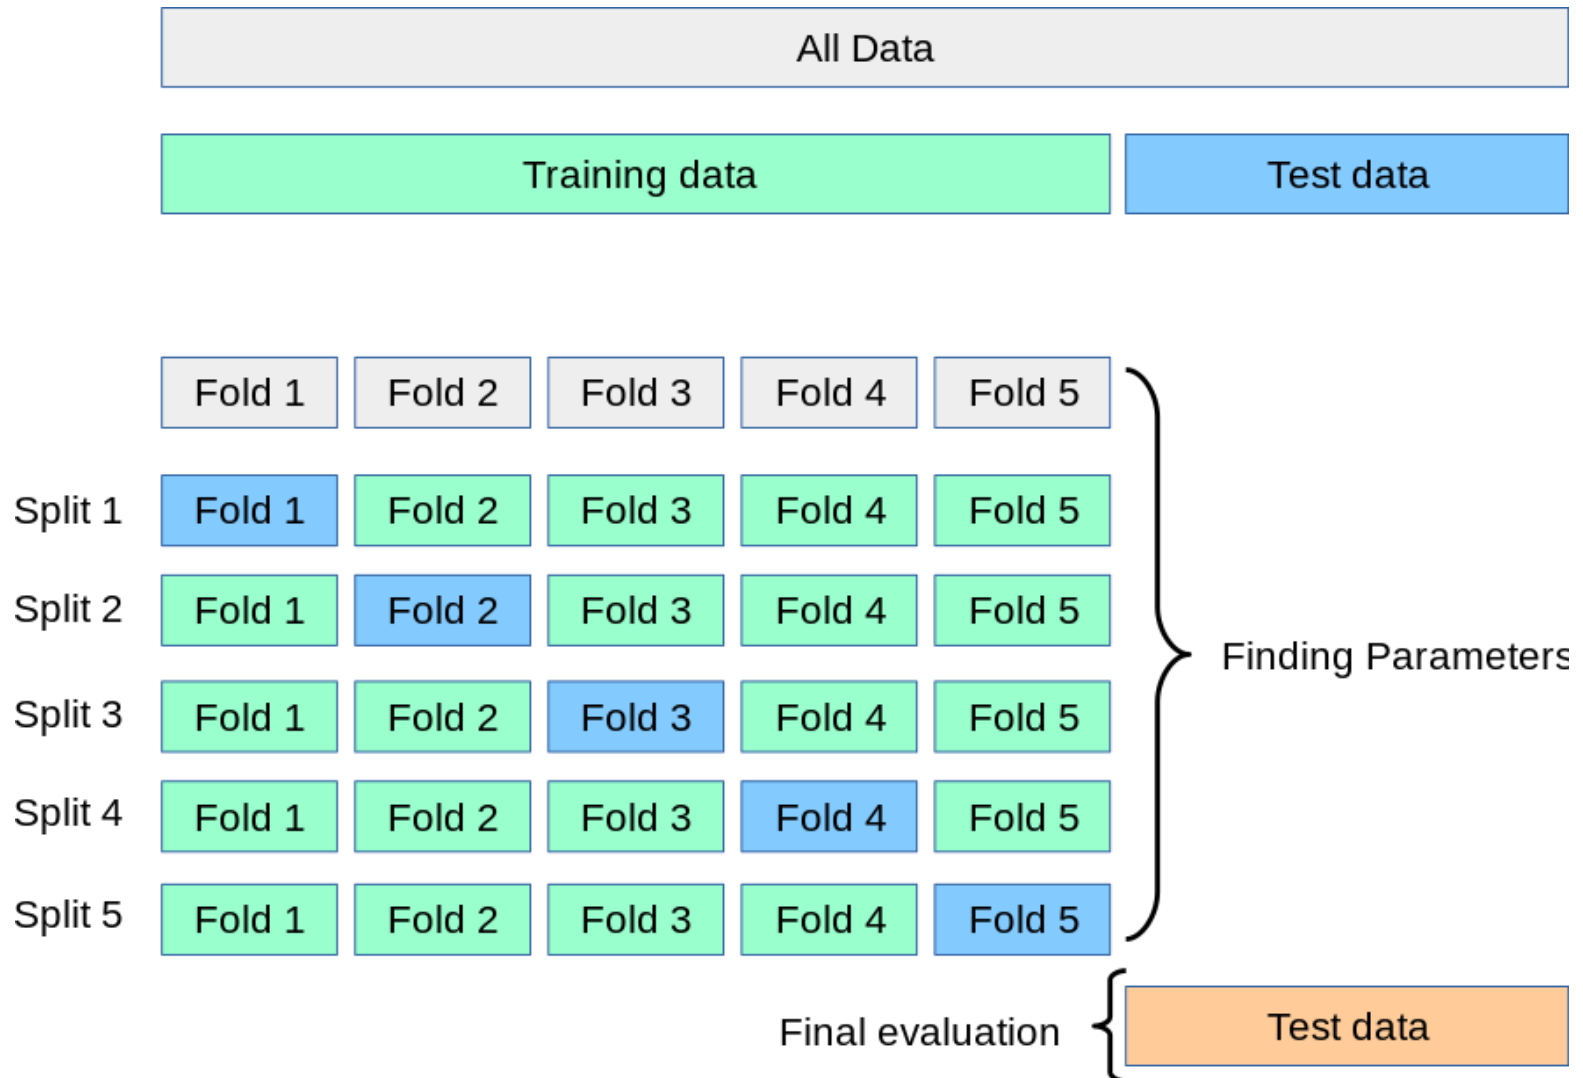 All Data
Training data Test data
Fold 1 Fold 2 Fold 3 Fold 4 Fold 5
Split 1 Fold 1 Fold 2 Fold 3 Fold 4 Fold 5
Split 2 Fold 1 Fold 2 Fold 3 Fold 4 Fold 5
Finding Parameters
Split 3 Fold 1 Fold 2 Fold 3 Fold 4 Fold 5
Split 4 Fold 1 Fold 2 Fold 3 Fold 4 Fold 5
Split 5 Fold 1 Fold 2 Fold 3 Fold 4 Fold 5
Final evaluation Test data